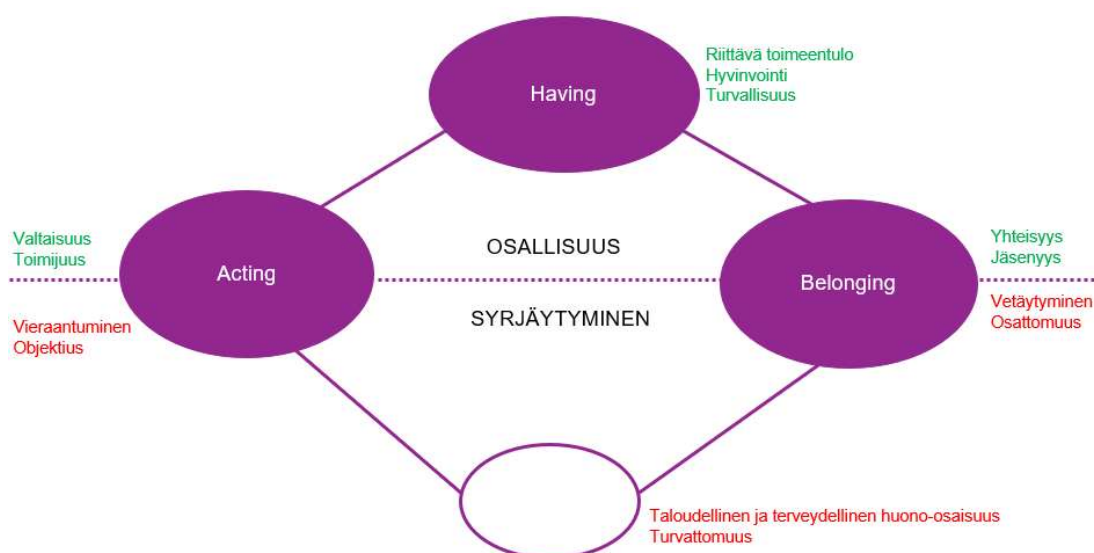 Riittävä toimeentulo
Hyvinvointi
Turvallisuus
Having
Valtaisuus
Toimijuus
Acting
OSALLISUUS
Belonging
Yhteisyys
Jäsenyys
SYRJÄYTYMINEN
Vieraantuminen
Objektius
Vetäytyminen
Osattomuus
Taloudellinen ja terveydellinen huono-osaisuus
Turvattomuus